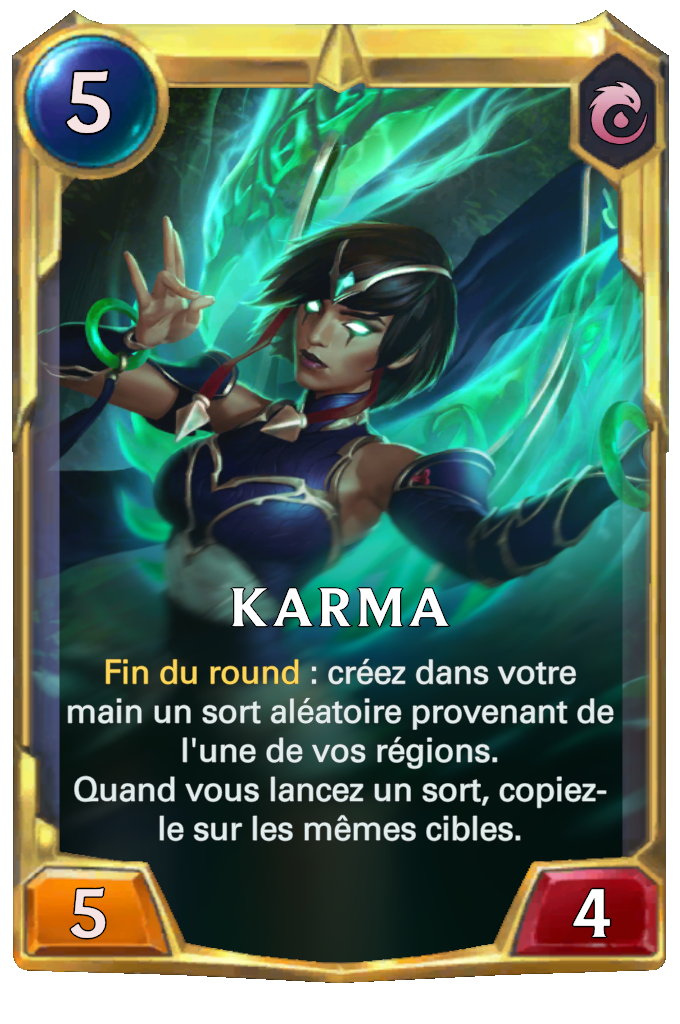 5
KARMA
Fin du round : créez dans votre
main un sort aléatoire provenant de
l'une de vos régions.
Quand vous lancez un sort, copiez-
le sur les mêmes cibles.
5
4